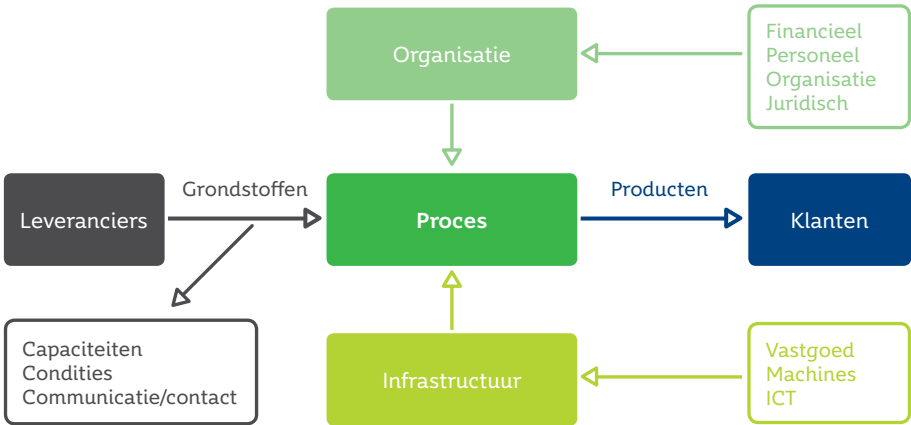 Organisatie
Financieel
Personeel
Organisatie
Juridisch
Leveranciers
Grondstoffen
Proces
Producten
Klanten
Capaciteiten
Condities
Communicatie/contact
Infrastructuur
Vastgoed
Machines
ICT